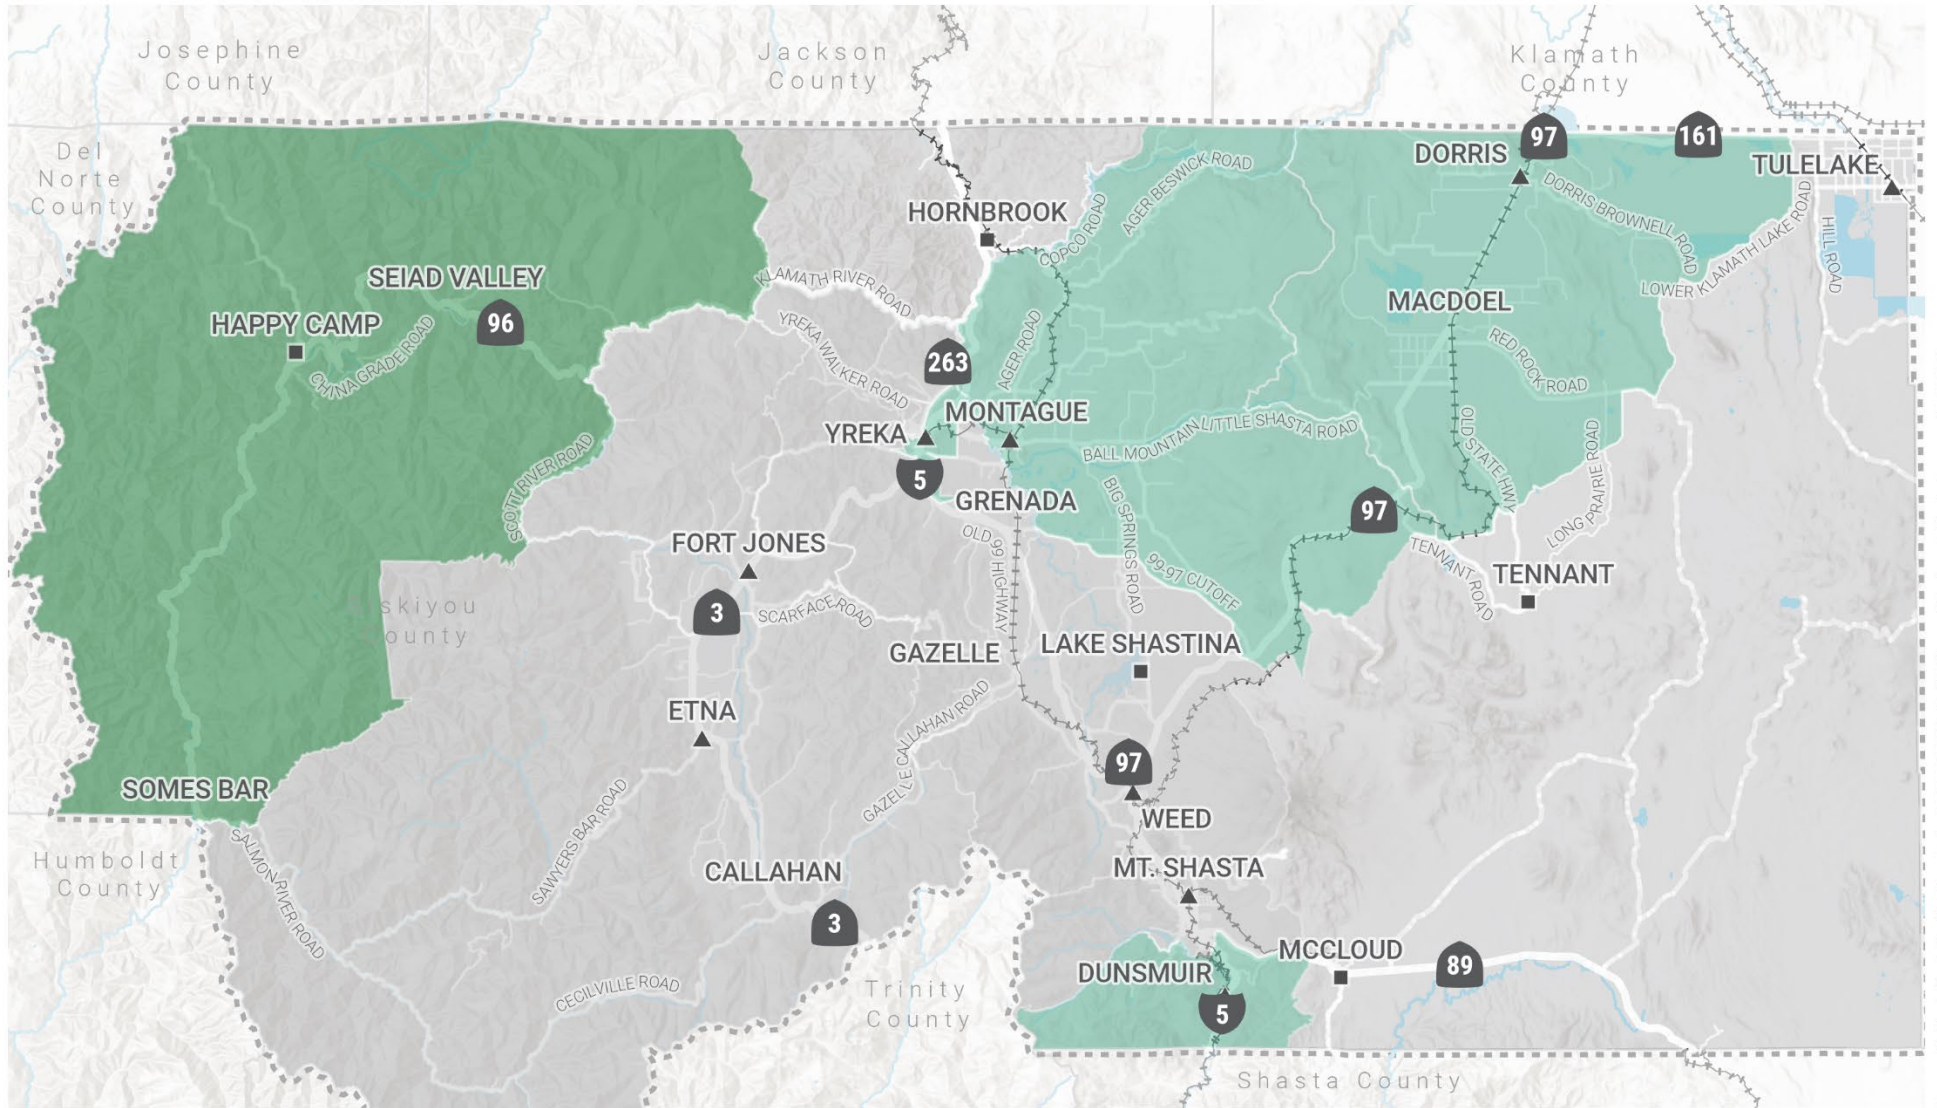 Josephine
County
Jackson
County
Klamath
County
Del
Norte
County
97
161
DORRIS
TULELAKE
AGER BESWICK ROAD
DORRIS BROWNELL ROAD
HORNBROOK
COPCO ROAD
HILL ROAD
LOWER KLAMATH LAKE ROAD
SEIAD VALLEY
KLAMATH RIVER ROAD
MACDOEL
HAPPY CAMP
96
YREKA WALKER ROAD
AGER ROAD
RED ROCK ROAD
CHINA GRADE ROAD
263
MONTAGUE
YREKA
BALL MOUNTAIN LITTLE SHASTA ROAD
OLD STATE HWY
LONG PRAIRIE ROAD
SCOTT RIVER ROAD
5
GRENADA
BIG SPRINGS ROAD
97
FORT JONES
OLD 99 HIGHWAY
99-97 CUTOFF
TENNANT ROAD
TENNANT
Siskiyou
County
3
SCARFACE ROAD
GAZELLE
LAKE SHASTINA
ETNA
GAZELLE CALLAHAN ROAD
97
SOMES BAR
WEED
SALMON RIVER ROAD
SAWYERS BAR ROAD
Humboldt
County
CALLAHAN
MT. SHASTA
3
MCCLOUD
89
DUNSMUIR
5
CECILVILLE ROAD
Trinity
County
Shasta County